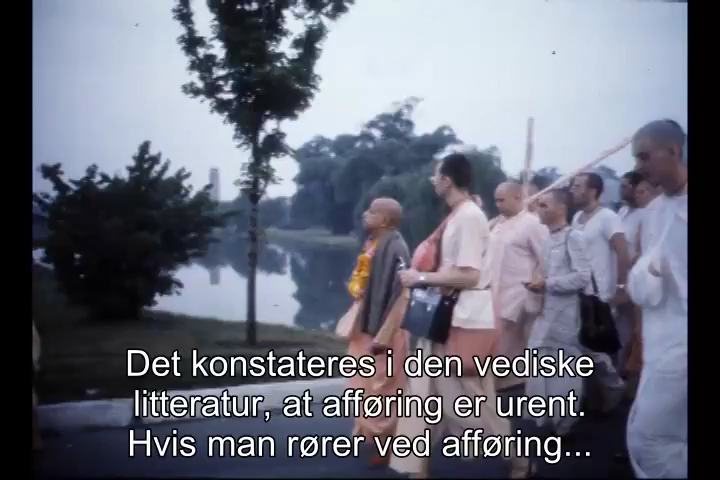 Det konstateres i den vediske
litteratur, at afføring er urent.
Hvis man rører ved afføring...